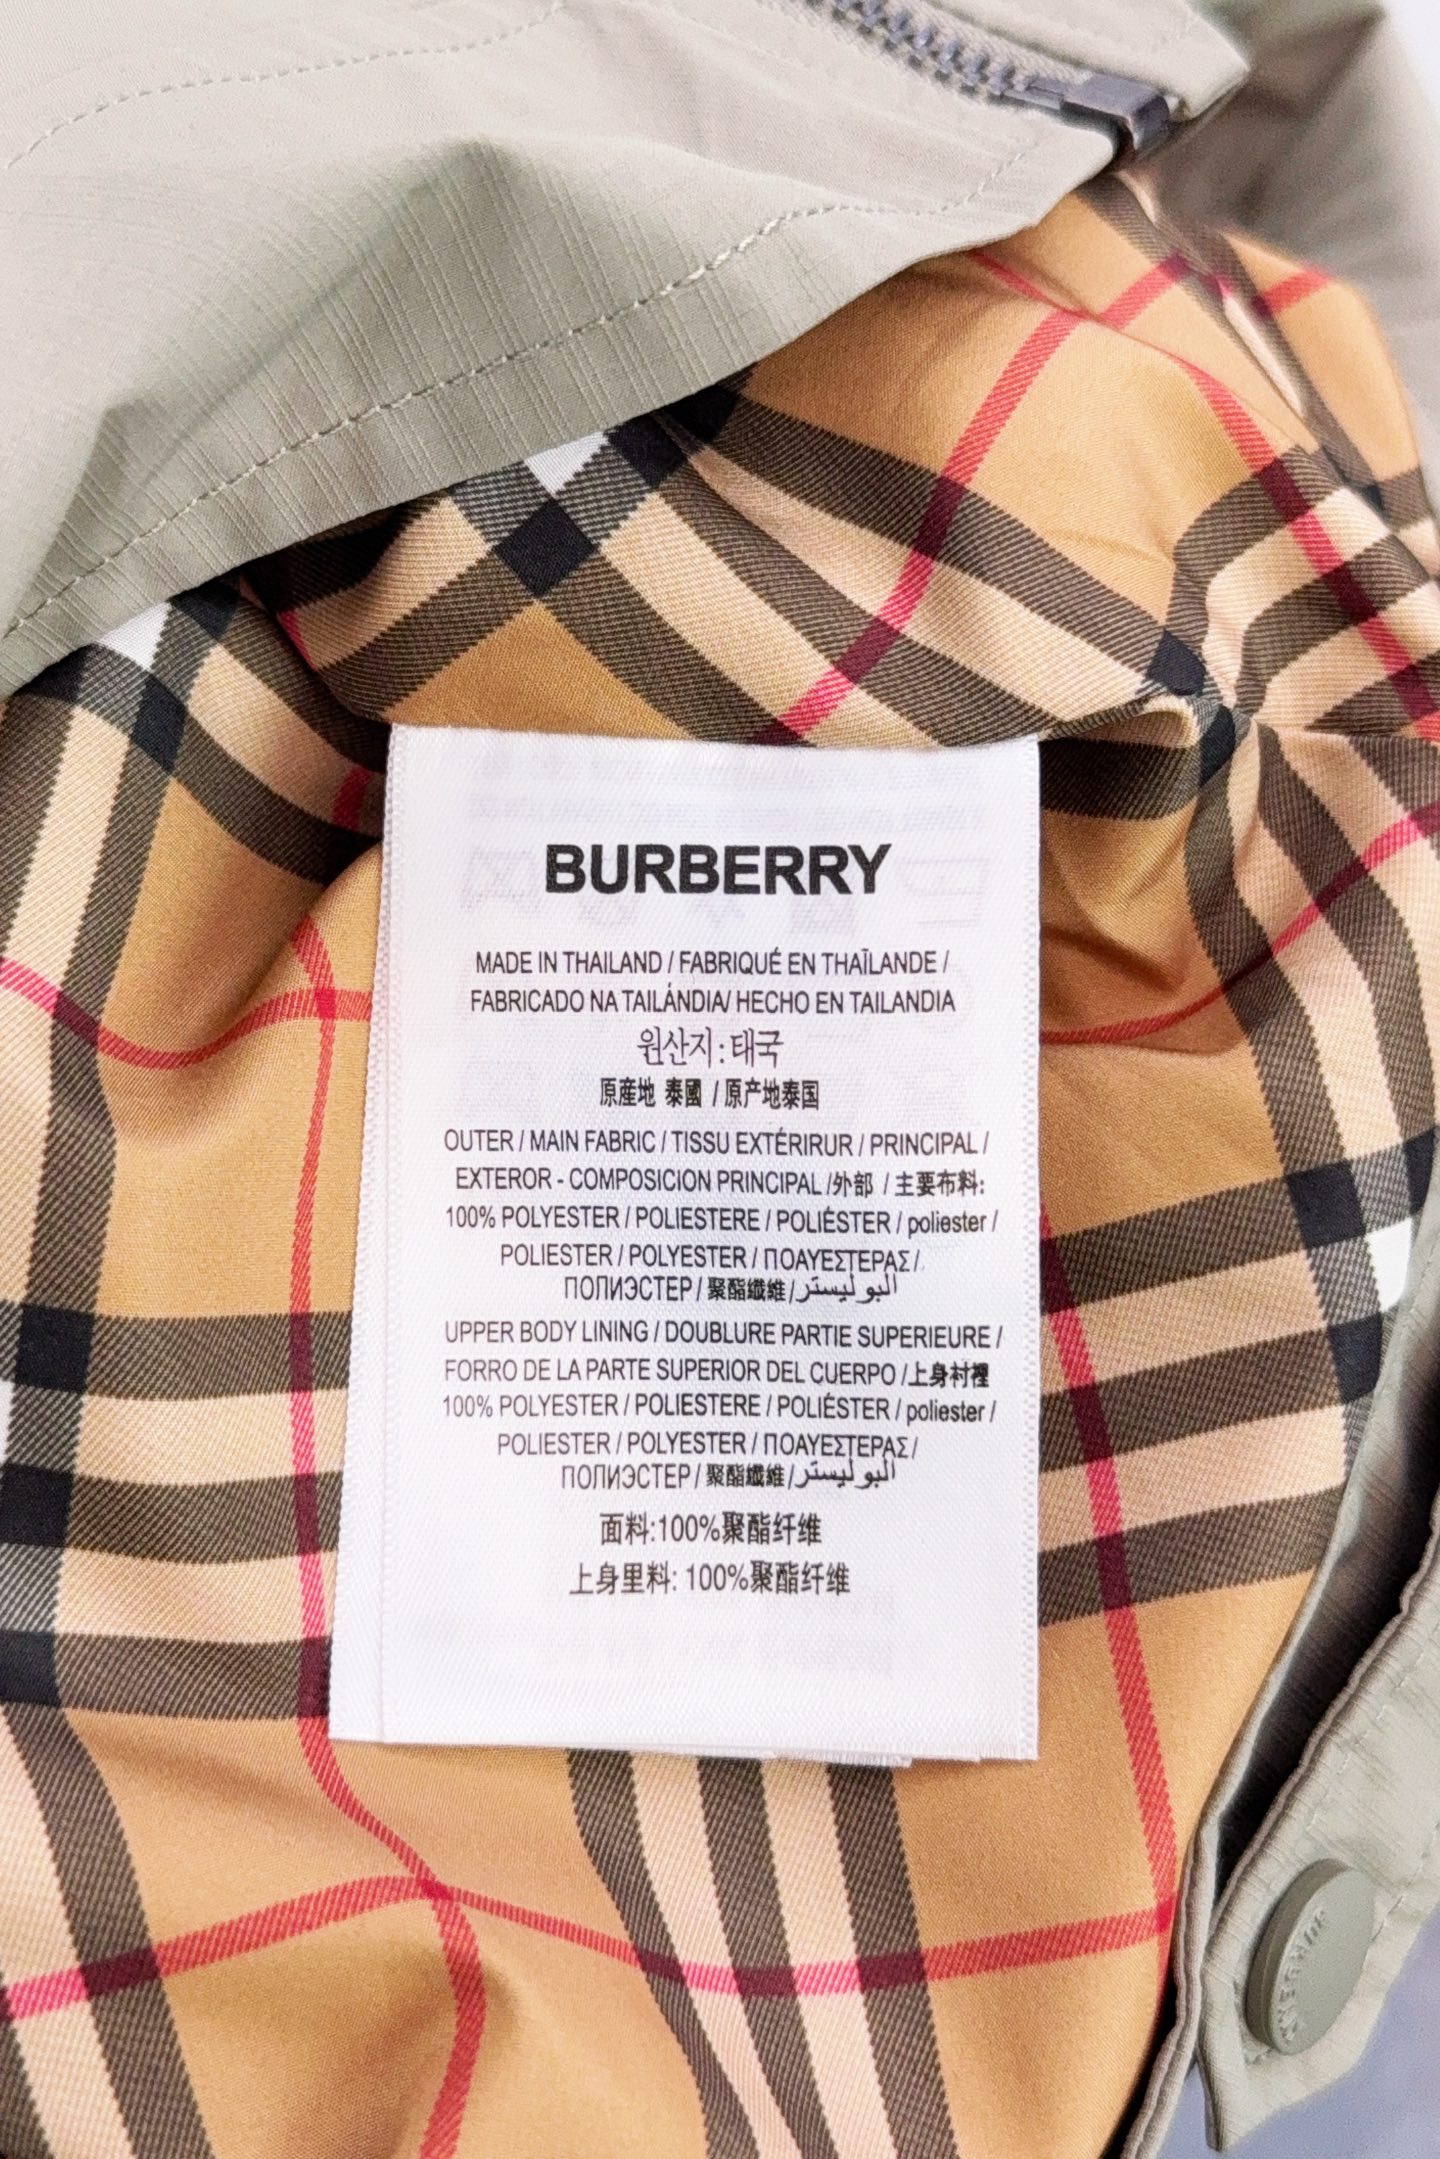 BURBERRY
MADE IN THAILAND / FABRIQUÉ EN THAÏLANDE /
FABRICADO NA TAILÁNDIA/ HECHO EN TAILANDIA
원산지 : 태국
原産地 泰國 / 原产地泰国
OUTER / MAIN FABRIC / TISSU EXTÉRIRUR / PRINCIPAL /
EXTEROR - COMPOSICION PRINCIPAL /外部 / 主要布料:
100% POLYESTER / POLIESTERE / POLIÉSTER / poliester /
POLIESTER / POLYESTER / ΠΟΛΥΕΣΤΕΡΑΣ /
ПОЛИЭСТЕР / 聚酯纖維 / البوليستر
UPPER BODY LINING / DOUBLURE PARTIE SUPERIEURE /
FORRO DE LA PARTE SUPERIOR DEL CUERPO /上身衬裡
100% POLYESTER / POLIESTERE / POLIÉSTER / poliester /
POLIESTER / POLYESTER / ΠΟΛΥΕΣΤΕΡΑΣ /
ПОЛИЭСТЕР / 聚酯纖維 / البوليستر
面料:100%聚酯纤维
上身里料: 100%聚酯纤维